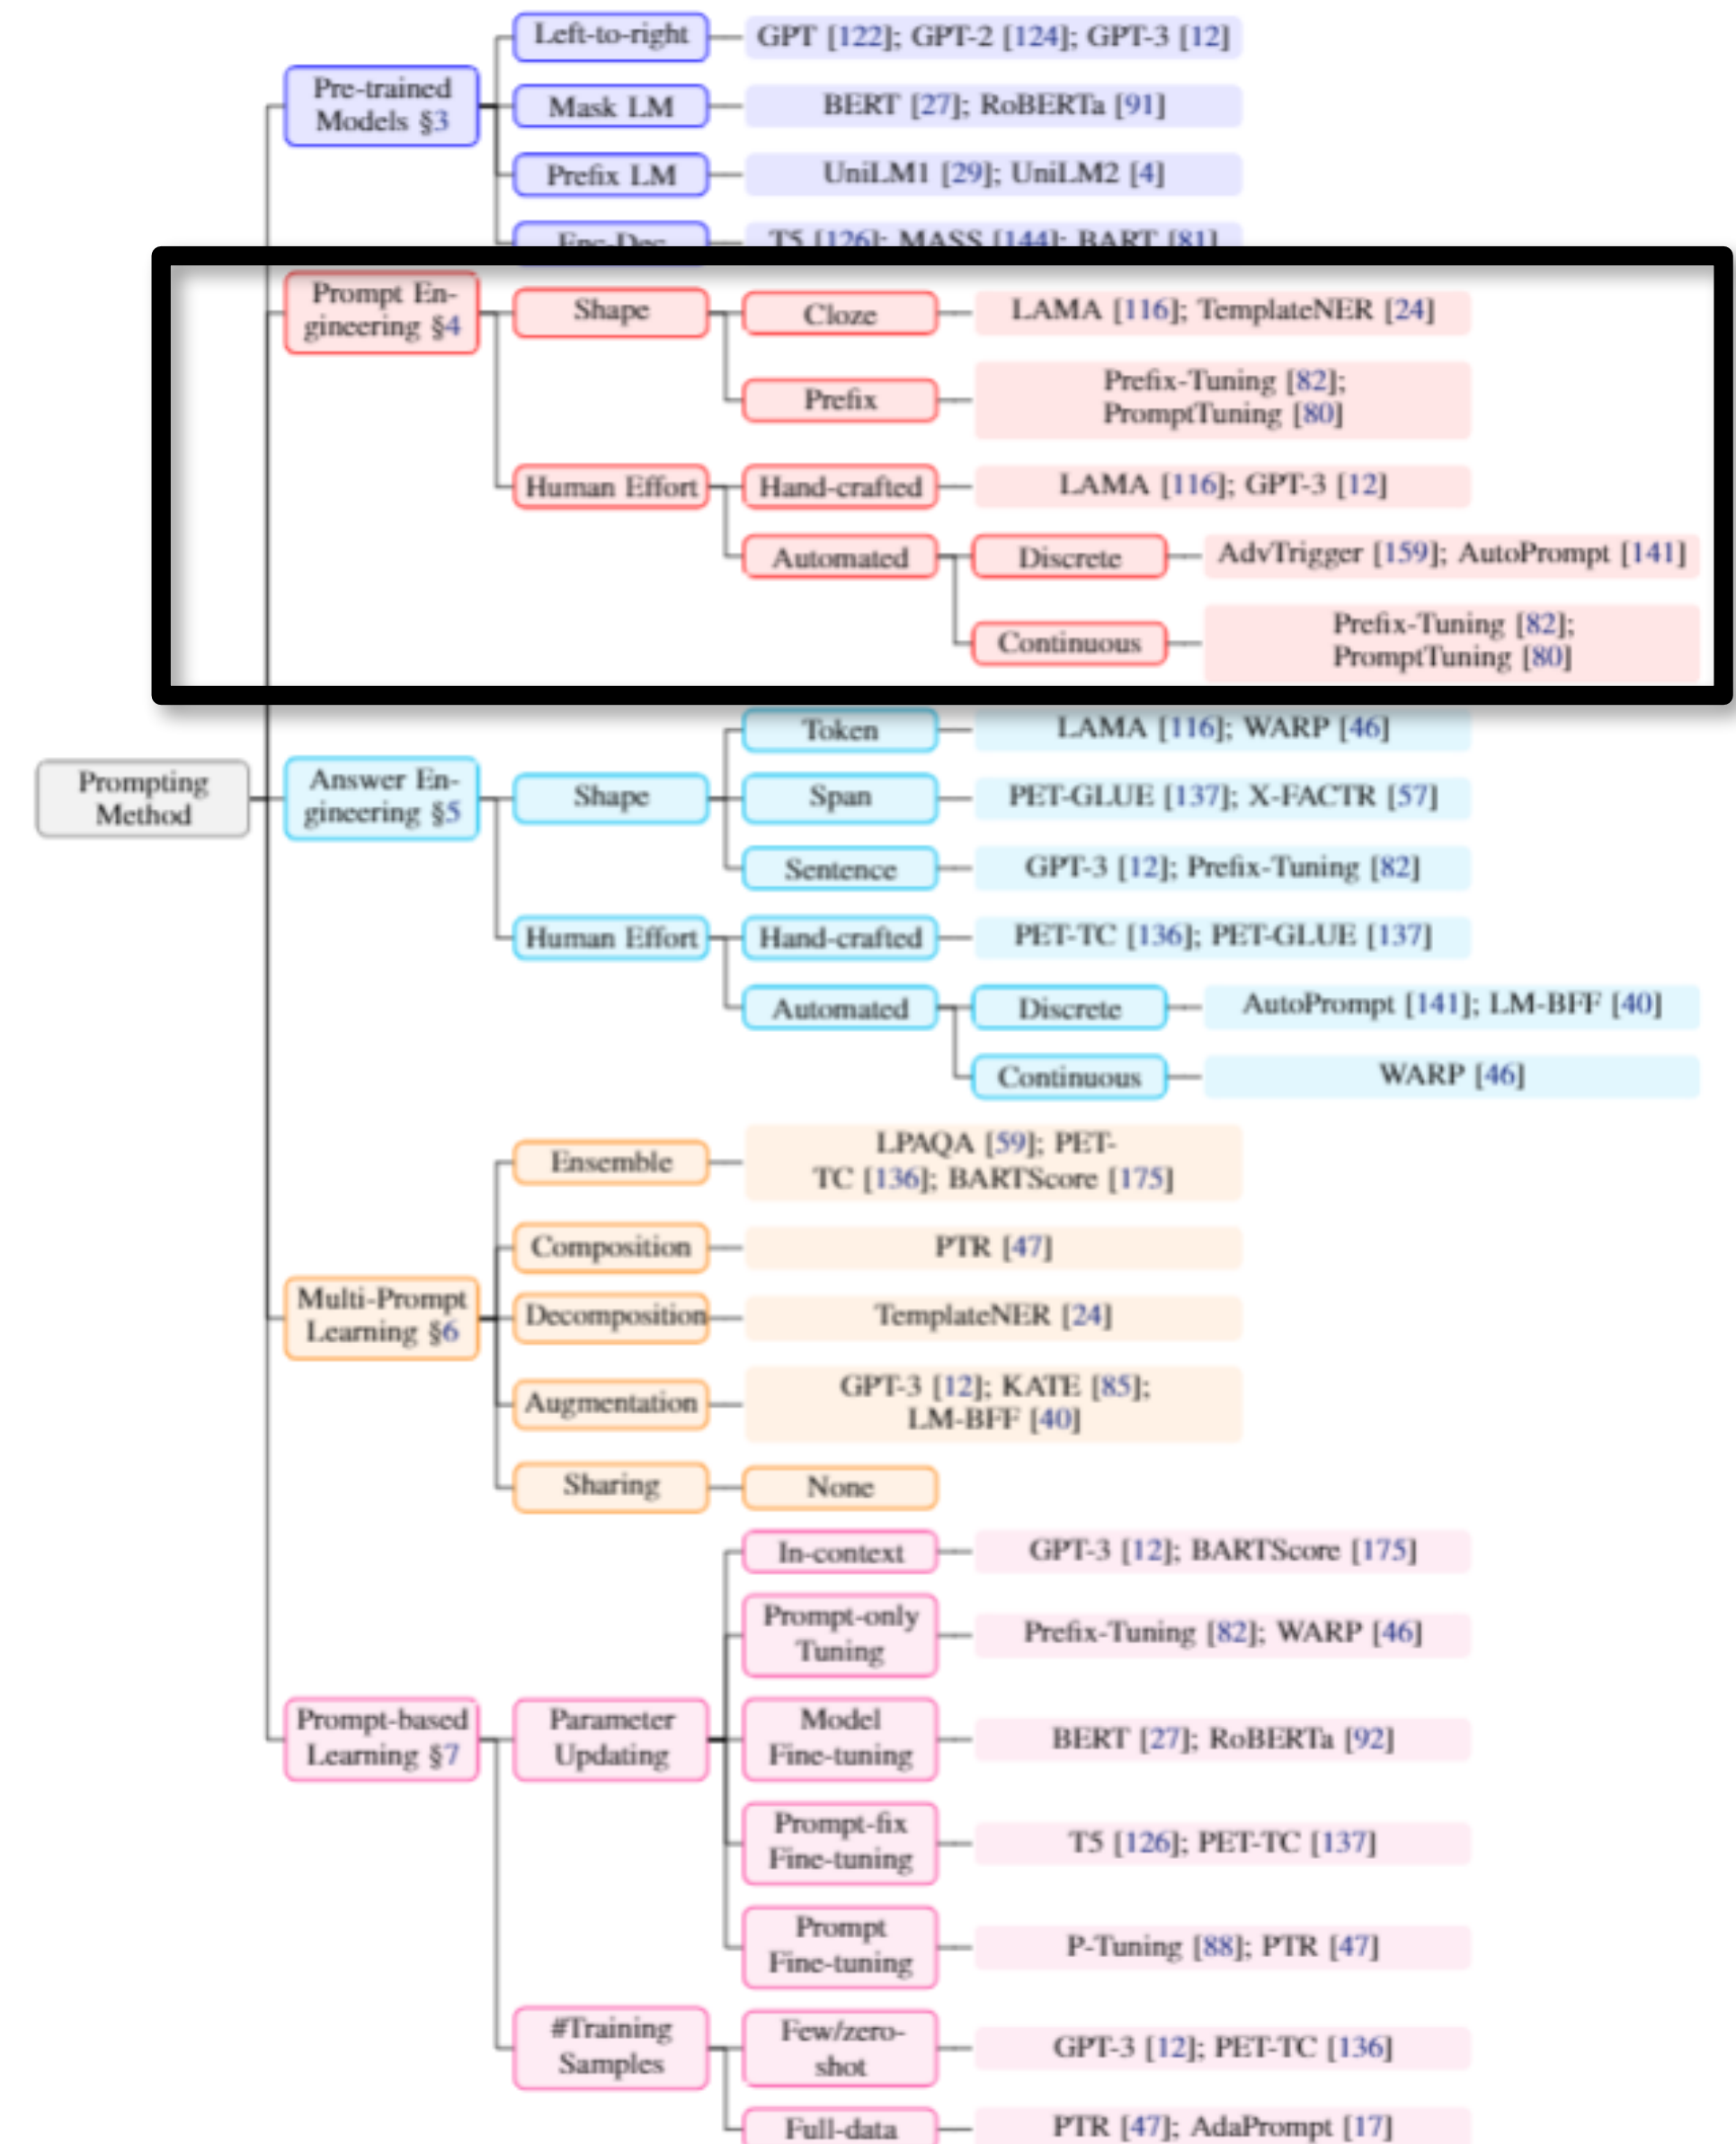 Left-to-right
GPT [122]; GPT-2 [124]; GPT-3 [12]
Pre-trained
Models §3
Mask LM
BERT [27]; RoBERTa [91]
Prefix LM
UniLM1 [29]; UniLM2 [4]
Enc-Dec
T5 [126]; MASS [144]; BART [81]
Prompt En-
gineering §4
Shape
Cloze
LAMA [116]; TemplateNER [24]
Prefix
Prefix-Tuning [82];
PromptTuning [80]
Human Effort
Hand-crafted
LAMA [116]; GPT-3 [12]
Automated
Discrete
AdvTrigger [159]; AutoPrompt [141]
Continuous
Prefix-Tuning [82];
PromptTuning [80]
Prompting
Method
Answer En-
gineering §5
Shape
Token
LAMA [116]; WARP [46]
Span
PET-GLUE [137]; X-FACTR [57]
Sentence
GPT-3 [12]; Prefix-Tuning [82]
Human Effort
Hand-crafted
PET-TC [136]; PET-GLUE [137]
Automated
Discrete
AutoPrompt [141]; LM-BFF [40]
Continuous
WARP [46]
Multi-Prompt
Learning §6
Ensemble
LPAQA [59]; PET-
TC [136]; BARTScore [175]
Composition
PTR [47]
Decomposition
TemplateNER [24]
Augmentation
GPT-3 [12]; KATE [85];
LM-BFF [40]
Sharing
None
Prompt-based
Learning §7
Parameter
Updating
In-context
GPT-3 [12]; BARTScore [175]
Prompt-only
Tuning
Prefix-Tuning [82]; WARP [46]
Model
Fine-tuning
BERT [27]; RoBERTa [92]
Prompt-fix
Fine-tuning
T5 [126]; PET-TC [137]
Prompt
Fine-tuning
P-Tuning [88]; PTR [47]
#Training
Samples
Few/zero-
shot
GPT-3 [12]; PET-TC [136]
Full-data
PTR [47]; AdaPrompt [17]